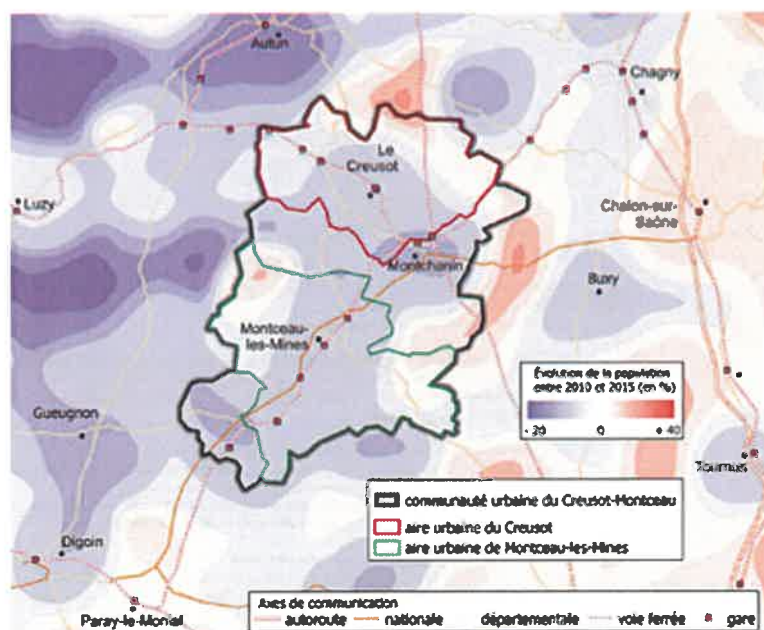 Autun
Chagny
Le
Creusot
Luzy
Chalon-sur-
Saône
Montchanin
Buxy
Montceau-
les-Mines
Évolution de la population
entre 2010 et 2015 (en %)
- 20 0 + 40
Gueugnon
Tournus
communauté urbaine du Creusot-Montceau
aire urbaine du Creusot
aire urbaine de Montceau-les-Mines
Digoin
Paray-le-Monial
Axes de communication
autoroute nationale départementale voie ferrée gare